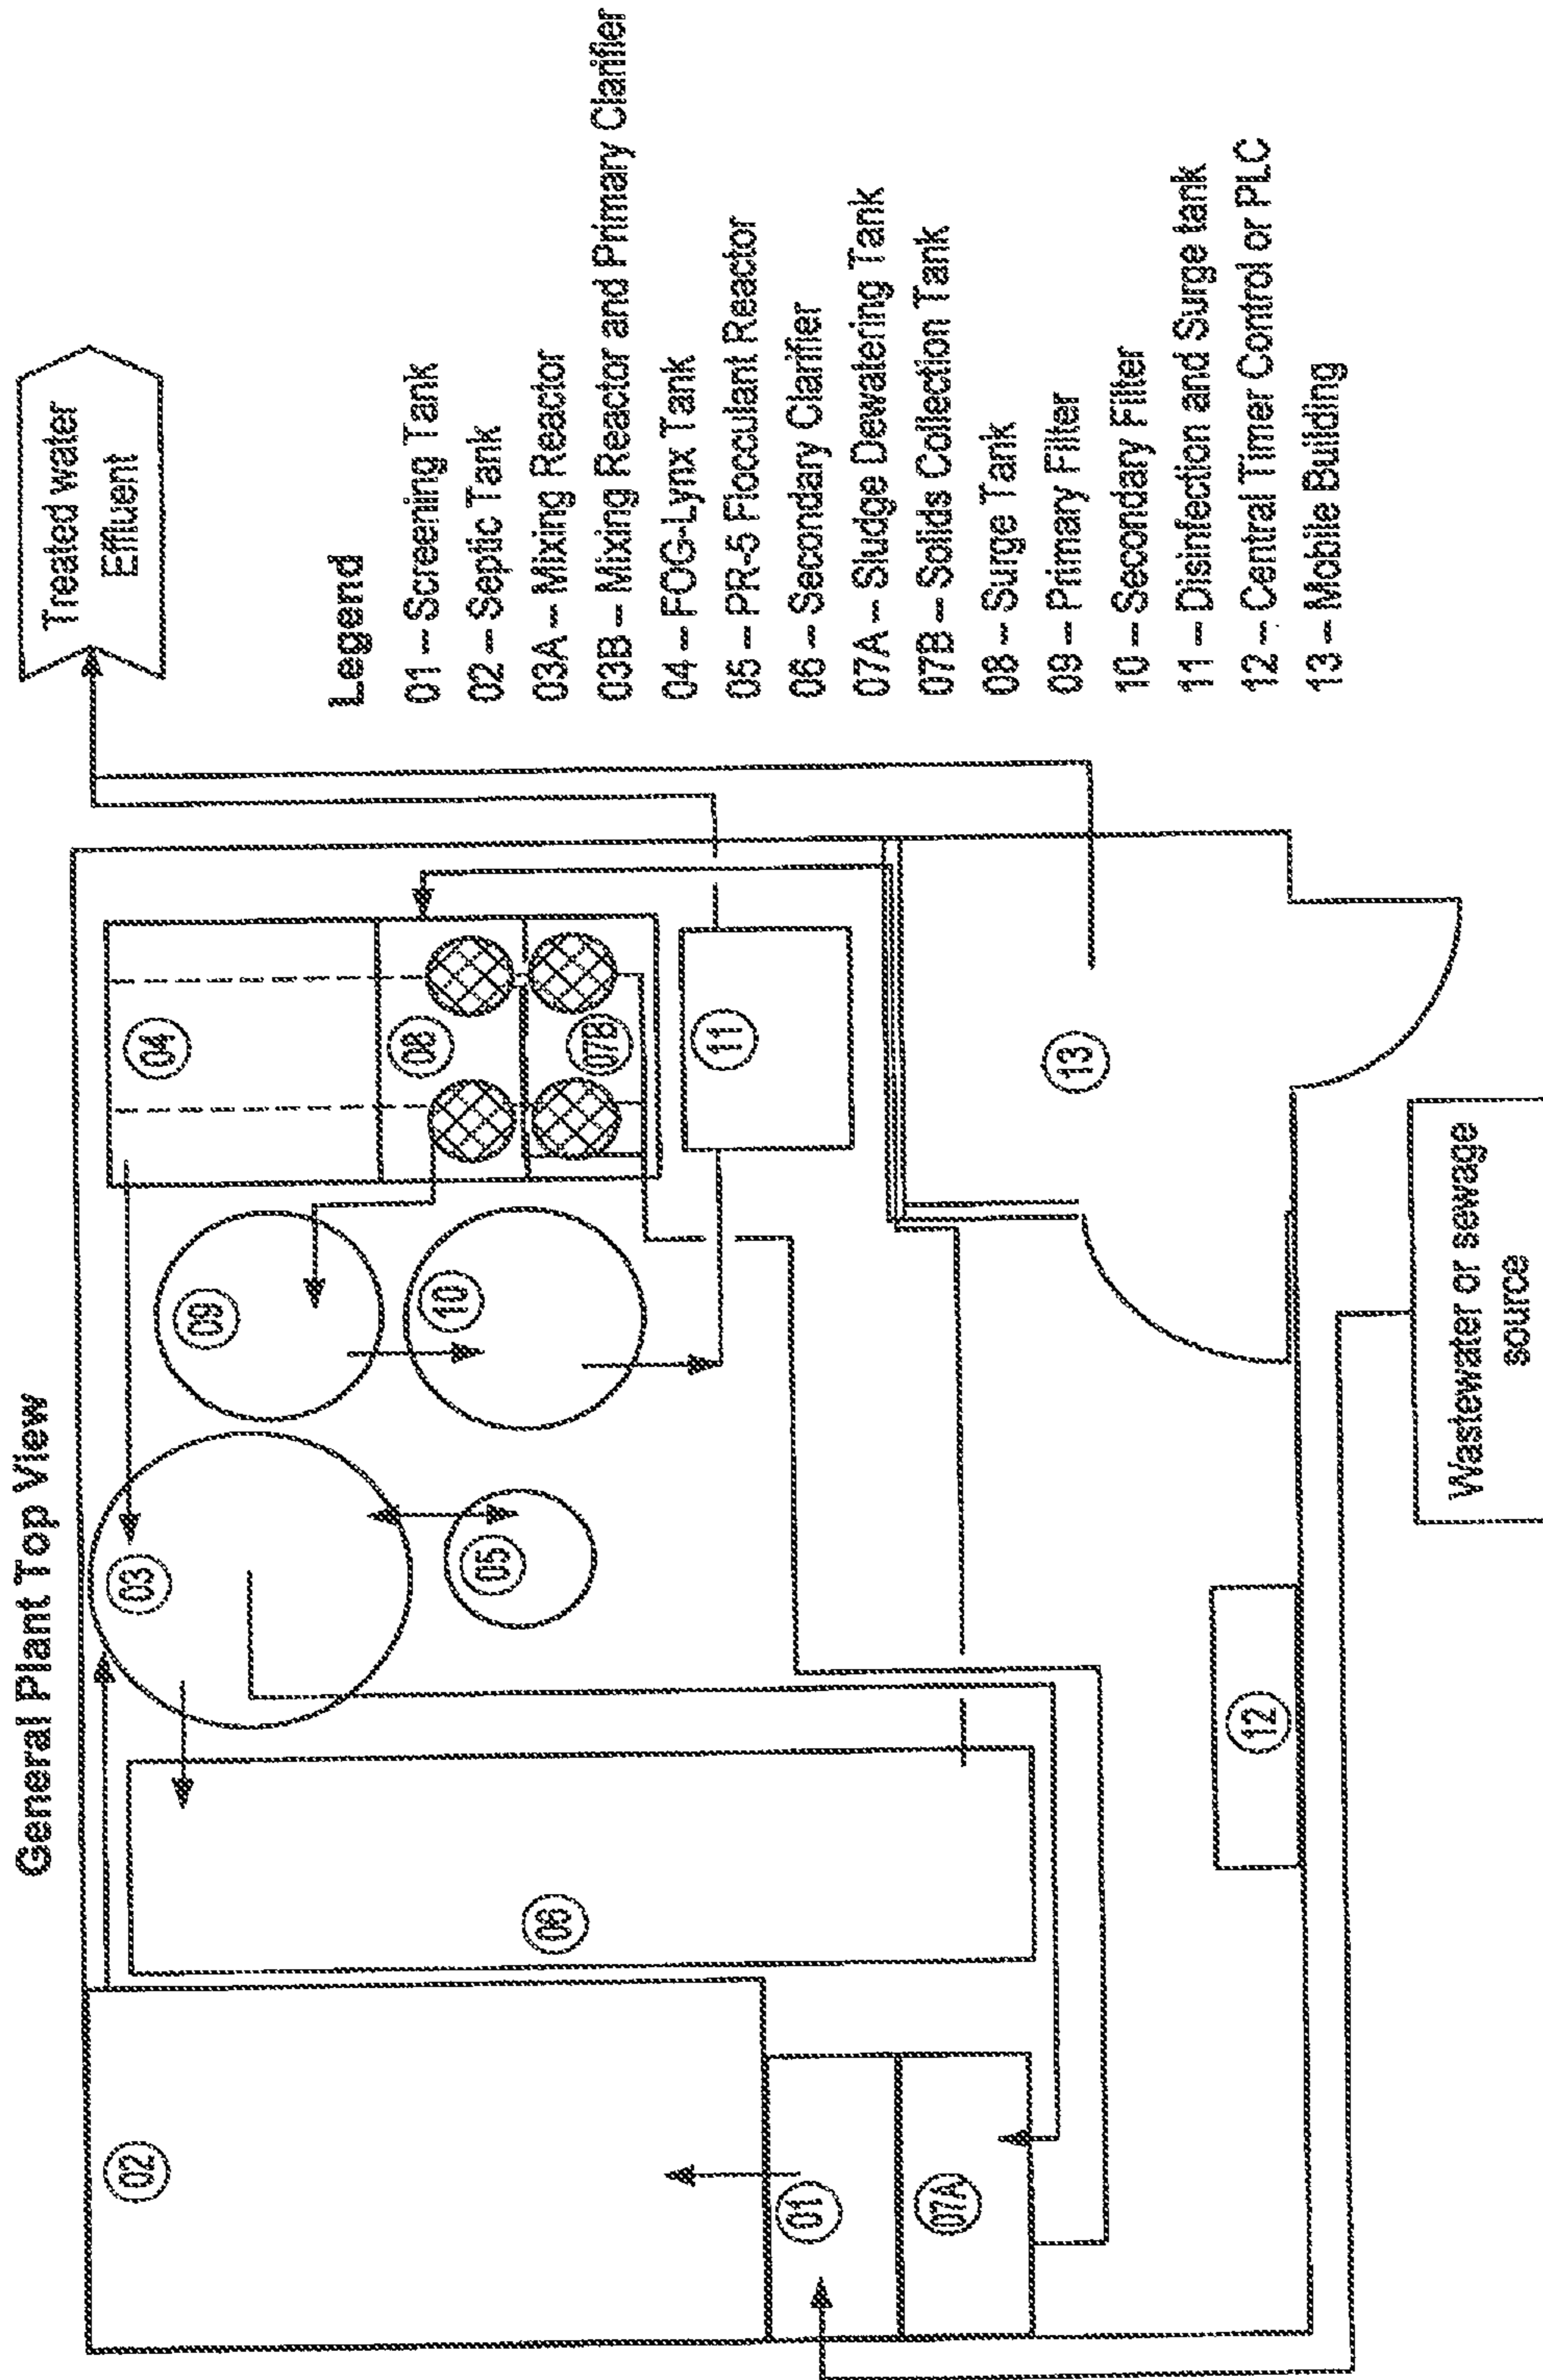 General Plant Top View
Treated water
Effluent
Legend
01 -- Screening Tank
02 -- Septic Tank
03A -- Mixing Reactor
03B -- Mixing Reactor and Primary Clarifier
04 -- FOG-Lynx Tank
05 -- PR-5 Flocculant Reactor
06 -- Secondary Clarifier
07A -- Sludge Dewatering Tank
07B -- Solids Collection Tank
08 -- Surge Tank
09 -- Primary Filter
10 -- Secondary Filter
11 -- Disinfection and Surge tank
12 -- Central Timer Control or PLC
13 -- Mobile Building
02
03
04
09
08
10
05
06
07B
11
01
07A
13
12
Wastewater or sewage
source